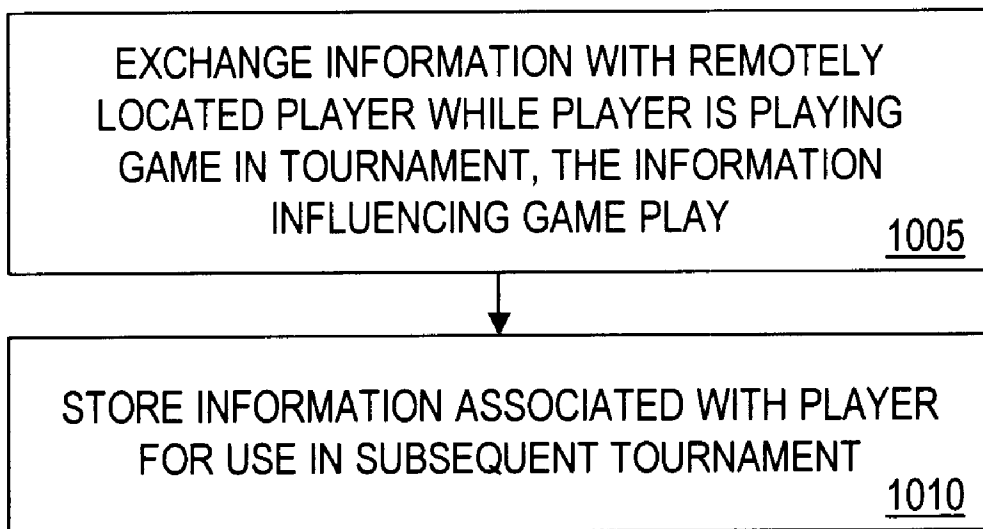 EXCHANGE INFORMATION WITH REMOTELY
LOCATED PLAYER WHILE PLAYER IS PLAYING
GAME IN TOURNAMENT, THE INFORMATION
INFLUENCING GAME PLAY
1005
STORE INFORMATION ASSOCIATED WITH PLAYER
FOR USE IN SUBSEQUENT TOURNAMENT
1010